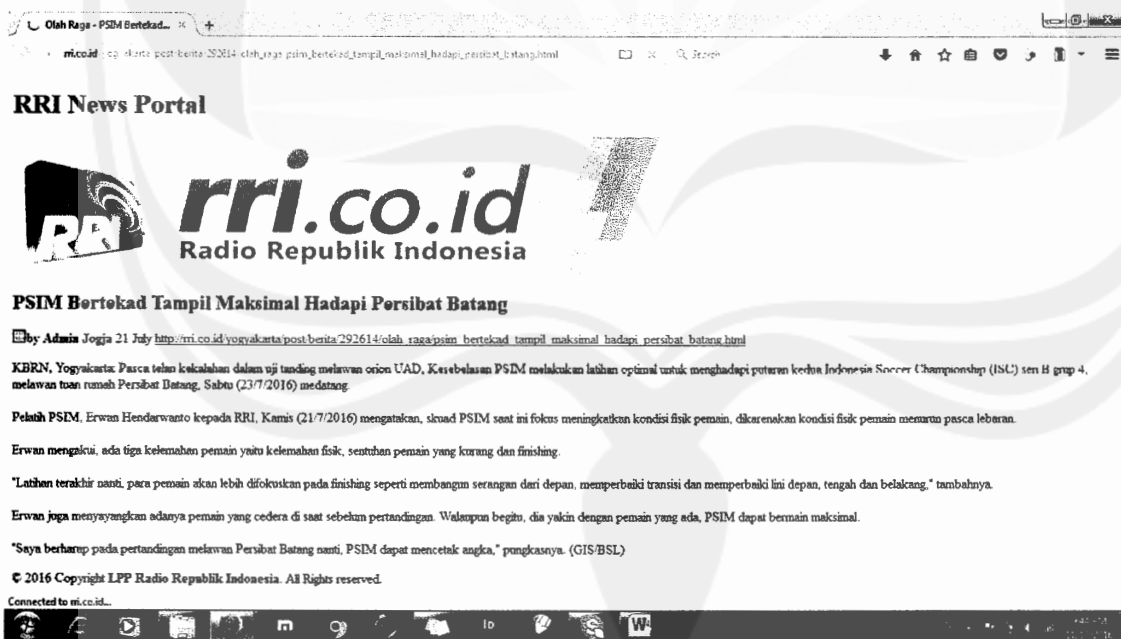 Olah Raga - PSIM Bertekad... × +
rri.co.id
Search
RRI News Portal
RRI
rri.co.id
Radio Republik Indonesia
PSIM Bertekad Tampil Maksimal Hadapi Persibat Batang
by Admin Jogja 21 July http://rri.co.id/yogyakarta/post/berita/292614/olah_raga/psim_bertekad_tampil_maksimal_hadapi_persibat_batang.html
KBRN, Yogyakarta: Pasca telan kekalahan dalam uji tanding melawan orion UAD, Kesebelasan PSIM melakukan latihan optimal untuk menghadapi putaran kedua Indonesia Soccer Championship (ISC) seri B grup 4,
melawan tuan rumah Persibat Batang, Sabtu (23/7/2016) medatang.
Pelatih PSIM, Erwan Hendarwanto kepada RRI, Kamis (21/7/2016) mengatakan, skuad PSIM saat ini fokus meningkatkan kondisi fisik pemain, dikarenakan kondisi fisik pemain menurun pasca lebaran.
Erwan mengakui, ada tiga kelemahan pemain yaitu kelemahan fisik, sentuhan pemain yang kurang dan finishing.
"Latihan terakhir nanti, para pemain akan lebih difokuskan pada finishing seperti membangun serangan dari depan, memperbaiki transisi dan memperbaiki lini depan, tengah dan belakang," tambahnya.
Erwan juga menyayangkan adanya pemain yang cedera di saat sebelum pertandingan. Walaupun begitu, dia yakin dengan pemain yang ada, PSIM dapat bermain maksimal.
"Saya berharap pada pertandingan melawan Persibat Batang nanti, PSIM dapat mencetak angka," pungkasnya. (GIS/BSL)
© 2016 Copyright LPP Radio Republik Indonesia. All Rights reserved.
Connected to rri.co.id...